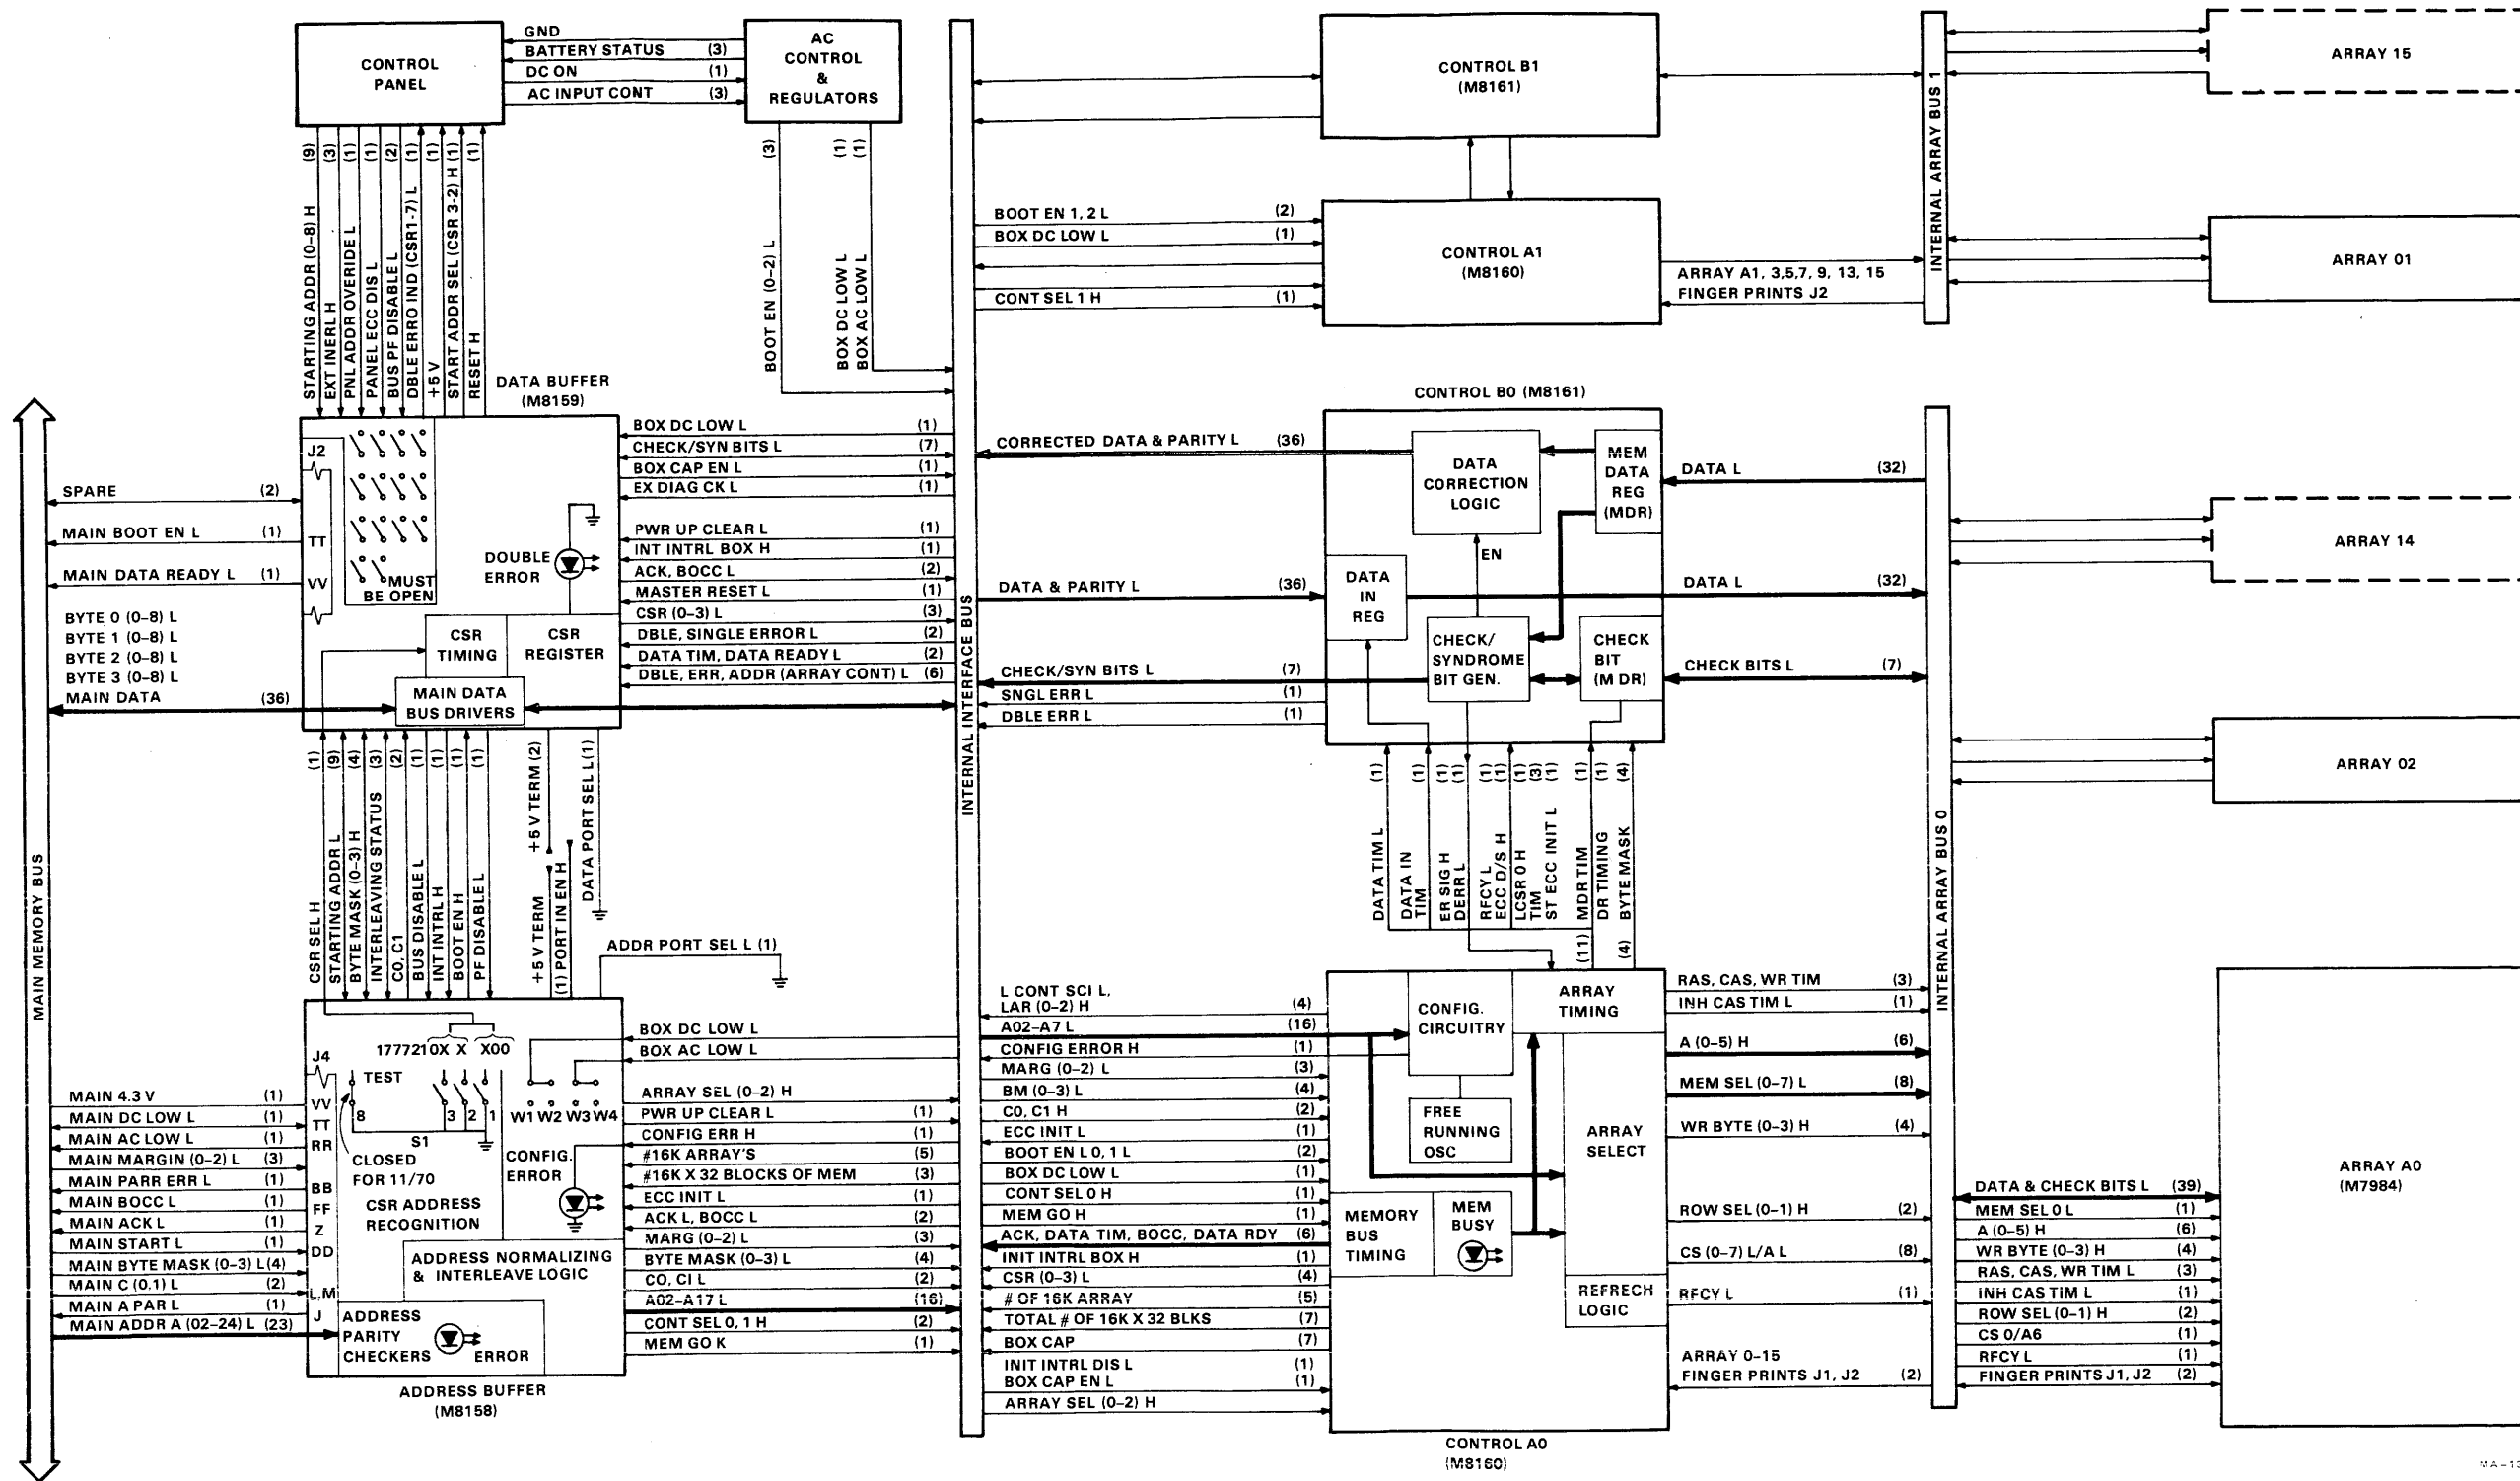 CONTROL
PANEL
GND
BATTERY STATUS (3)
DC ON (1)
AC INPUT CONT (3)
AC
CONTROL
&
REGULATORS
(9)
(3)
(1)
(1)
(2)
(1)
(1)
(1)
(1)
STARTING ADDR (0-8) H
EXT INERL H
PNL ADDR OVERIDE L
PANEL ECC DIS L
BUS PF DISABLE L
DBLE ERRO IND (CSR1-7) L
+5 V
START ADDR SEL (CSR 3-2) H
RESET H
(3)
BOOT EN (0-2) L
(1)
(1)
BOX DC LOW L
BOX AC LOW L
CONTROL B1
(M8161)
BOOT EN 1, 2 L (2)
BOX DC LOW L (1)
CONT SEL 1 H (1)
CONTROL A1
(M8160)
ARRAY A1, 3,5,7, 9, 13, 15
FINGER PRINTS J2
INTERNAL ARRAY BUS 1
ARRAY 15
ARRAY 01
MAIN MEMORY BUS
DATA BUFFER
(M8159)
J2
TT
VV
MUST
BE OPEN
DOUBLE
ERROR
CSR
TIMING
CSR
REGISTER
MAIN DATA
BUS DRIVERS
SPARE (2)
MAIN BOOT EN L (1)
MAIN DATA READY L (1)
BYTE 0 (0-8) L
BYTE 1 (0-8) L
BYTE 2 (0-8) L
BYTE 3 (0-8) L
MAIN DATA (36)
BOX DC LOW L (1)
CHECK/SYN BITS L (7)
BOX CAP EN L (1)
EX DIAG CK L (1)
PWR UP CLEAR L (1)
INT INTRL BOX H (1)
ACK, BOCC L (2)
MASTER RESET L (1)
CSR (0-3) L (3)
DBLE, SINGLE ERROR L (2)
DATA TIM, DATA READY L (2)
DBLE, ERR, ADDR (ARRAY CONT) L (6)
INTERNAL INTERFACE BUS
CONTROL B0 (M8161)
CORRECTED DATA & PARITY L (36)
DATA & PARITY L (36)
CHECK/SYN BITS L (7)
SNGL ERR L (1)
DBLE ERR L (1)
DATA
CORRECTION
LOGIC
MEM
DATA
REG
(MDR)
EN
DATA
IN
REG
CHECK/
SYNDROME
BIT GEN.
CHECK
BIT
(M DR)
DATA L (32)
DATA L (32)
CHECK BITS L (7)
INTERNAL ARRAY BUS 0
ARRAY 14
ARRAY 02
(1)
(9)
(4)
(3)
(2)
(1)
(1)
(1)
(1)
CSR SEL H
STARTING ADDR L
BYTE MASK (0-3) H
INTERLEAVING STATUS
C0, C1
BUS DISABLE L
INT INTRL H
BOOT EN H
PF DISABLE L
+5 V TERM (2)
+5 V TERM
(1) PORT IN EN H
DATA PORT SEL L (1)
ADDR PORT SEL L (1)
(1)
(1)
(1)
(1)
(1)
(1)
(1)
(3)
(1)
(1)
(1)
(4)
DATA TIM L
DATA IN
TIM
ER SIG H
DERR L
RFCY L
ECC D/S H
LCSR 0 H
TIM
ST ECC INIT L
MDR TIM
DR TIMING
BYTE MASK
(11)
(4)
177721 0X X X00
J4
TEST
8 3 2 1
S1
W1 W2 W3 W4
VV
TT
RR
BB
FF
Z
DD
L,M
J
CLOSED
FOR 11/70
CSR ADDRESS
RECOGNITION
CONFIG.
ERROR
ADDRESS NORMALIZING
& INTERLEAVE LOGIC
ADDRESS
PARITY
CHECKERS
ERROR
ADDRESS BUFFER
(M8158)
MAIN 4.3 V (1)
MAIN DC LOW L (1)
MAIN AC LOW L (1)
MAIN MARGIN (0-2) L (3)
MAIN PARR ERR L (1)
MAIN BOCC L (1)
MAIN ACK L (1)
MAIN START L (1)
MAIN BYTE MASK (0-3) L(4)
MAIN C (0.1) L (2)
MAIN A PAR L (1)
MAIN ADDR A (02-24) L (23)
BOX DC LOW L
BOX AC LOW L
ARRAY SEL (0-2) H
PWR UP CLEAR L (1)
CONFIG ERR H (1)
#16K ARRAY'S (5)
#16K X 32 BLOCKS OF MEM (3)
ECC INIT L (1)
ACK L, BOCC L (2)
MARG (0-2) L (3)
BYTE MASK (0-3) L (4)
CO, CI L (2)
A02-A17 L (16)
CONT SEL 0, 1 H (2)
MEM GO K (1)
L CONT SCI L,
LAR (0-2) H (4)
A02-A7 L (16)
CONFIG ERROR H (1)
MARG (0-2) L (3)
BM (0-3) L (4)
C0, C1 H (2)
ECC INIT L (1)
BOOT EN L 0, 1 L (2)
BOX DC LOW L (1)
CONT SEL 0 H (1)
MEM GO H (1)
ACK, DATA TIM, BOCC, DATA RDY (6)
INIT INTRL BOX H (1)
CSR (0-3) L (4)
# OF 16K ARRAY (5)
TOTAL # OF 16K X 32 BLKS (7)
BOX CAP (7)
INIT INTRL DIS L (1)
BOX CAP EN L (1)
ARRAY SEL (0-2) H
CONFIG.
CIRCUITRY
ARRAY
TIMING
FREE
RUNNING
OSC
ARRAY
SELECT
MEMORY
BUS
TIMING
MEM
BUSY
REFRECH
LOGIC
CONTROL A0
(M8160)
RAS, CAS, WR TIM (3)
INH CAS TIM L (1)
A (0-5) H (6)
MEM SEL (0-7) L (8)
WR BYTE (0-3) H (4)
ROW SEL (0-1) H (2)
CS (0-7) L/A L (8)
RFCY L (1)
ARRAY 0-15
FINGER PRINTS J1, J2 (2)
ARRAY A0
(M7984)
DATA & CHECK BITS L (39)
MEM SEL 0 L (1)
A (0-5) H (6)
WR BYTE (0-3) H (4)
RAS, CAS, WR TIM L (3)
INH CAS TIM L (1)
ROW SEL (0-1) H (2)
CS 0/A6 (1)
RFCY L (1)
FINGER PRINTS J1, J2 (2)